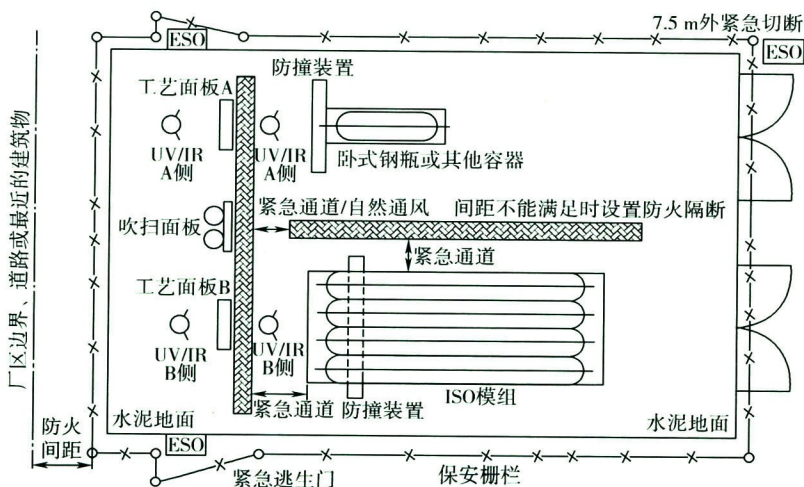 7.5 m外紧急切断
ESO
ESO
防撞装置
工艺面板A
UV/IR
A侧
UV/IR
A侧
卧式钢瓶或其他容器
厂区边界、道路或最近的建筑物
吹扫面板
紧急通道/自然通风
间距不能满足时设置防火隔断
紧急通道
工艺面板B
UV/IR
B侧
UV/IR
B侧
紧急通道
防撞装置
ISO模组
水泥地面
水泥地面
防火
间距
ESO
紧急逃生门
保安栅栏